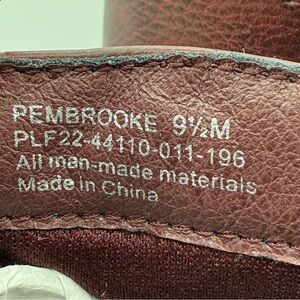 PEMBROOKE 9½M
PLF22-44110-011-196
All man-made materials
Made in China